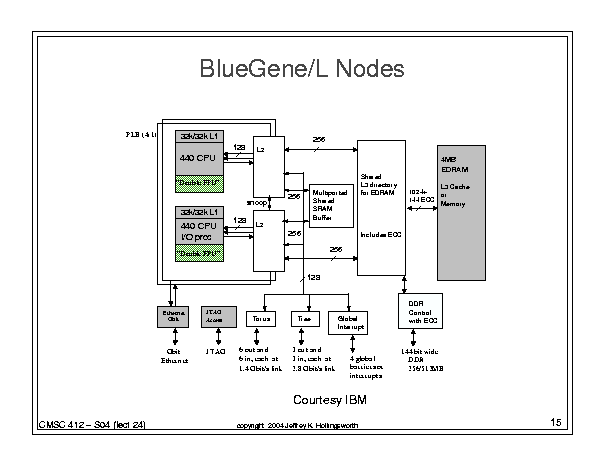 BlueGene/L Nodes
PLB (4:1)
32k/32k L1
440 CPU
"Double FPU"
128
L2
256
snoop
256
32k/32k L1
440 CPU
I/O proc
"Double FPU"
128
L2
256
256
128
Multiported
Shared
SRAM
Buffer
Shared
L3 directory
for EDRAM
Includes ECC
1024+
144 ECC
4MB
EDRAM
L3 Cache
or
Memory
Ethernet
Gbit
JTAG
Access
Torus
Tree
Global
Interrupt
DDR
Control
with ECC
Gbit
Ethernet
JTAG
6 out and
6 in, each at
1.4 Gbit/s link
3 out and
3 in, each at
2.8 Gbit/s link
4 global
barriers or
interrupts
144 bit wide
DDR
256/512MB
Courtesy IBM
CMSC 412 – S04 (lect 24)
copyright 2004 Jeffrey K. Hollingsworth
15